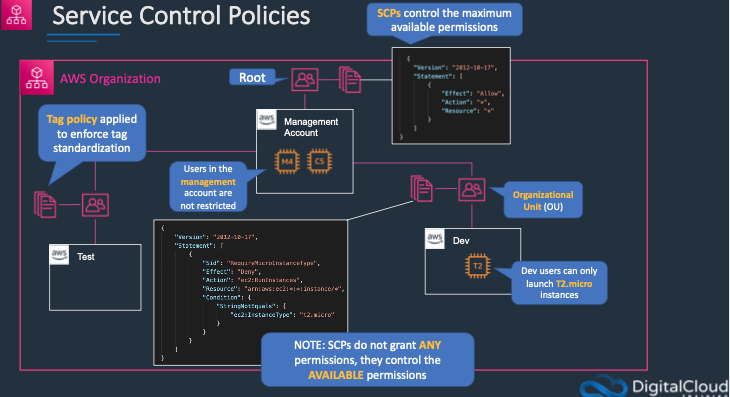 Service Control Policies
SCPs control the maximum
available permissions
AWS Organization
Root
{
"Version": "2012-10-17",
"Statement": [
{
"Effect": "Allow",
"Action": "*",
"Resource": "*"
}
]
}
Tag policy applied
to enforce tag
standardization
aws
Management
Account
M4
C5
Users in the
management
account are
not restricted
Organizational
Unit (OU)
aws
Test
{
"Version": "2012-10-17",
"Statement": [
{
"Sid": "RequireMicroInstanceType",
"Effect": "Deny",
"Action": "ec2:RunInstances",
"Resource": "arn:aws:ec2:*:*:instance/*",
"Condition": {
"StringNotEquals": {
"ec2:InstanceType": "t2.micro"
}
}
}
]
}
aws
Dev
T2
Dev users can only
launch T2.micro
instances
NOTE: SCPs do not grant ANY
permissions, they control the
AVAILABLE permissions
DigitalCloud